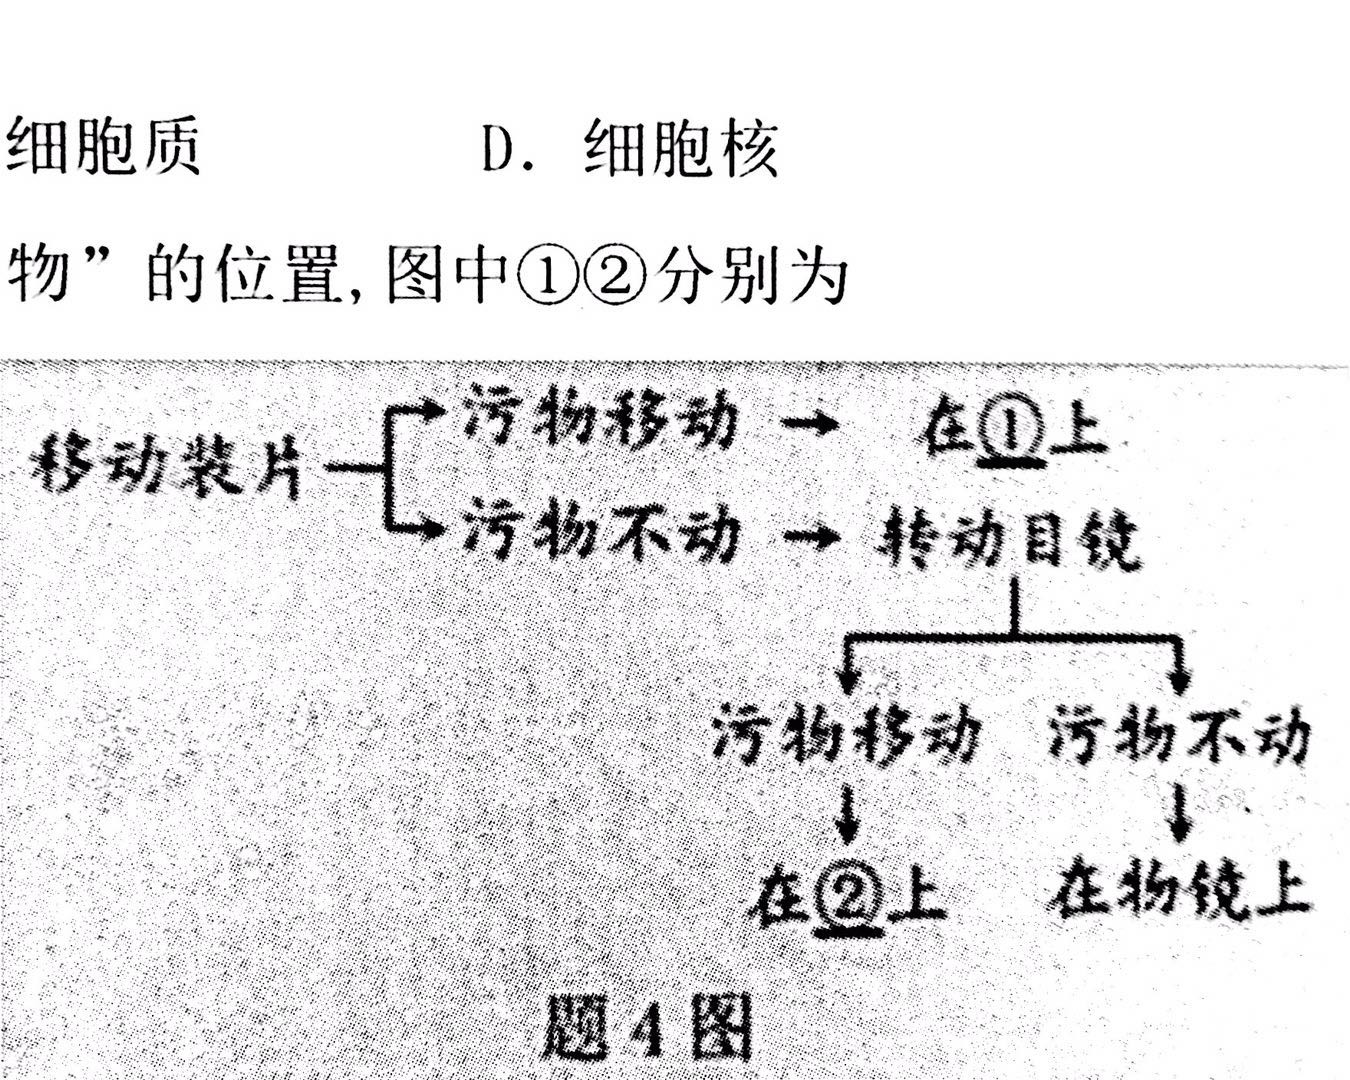 细胞质 D. 细胞核
物”的位置,图中①②分别为
污物移动 → 在①上
移动装片
污物不动 → 转动目镜
污物移动 污物不动
在②上 在物镜上
题4图